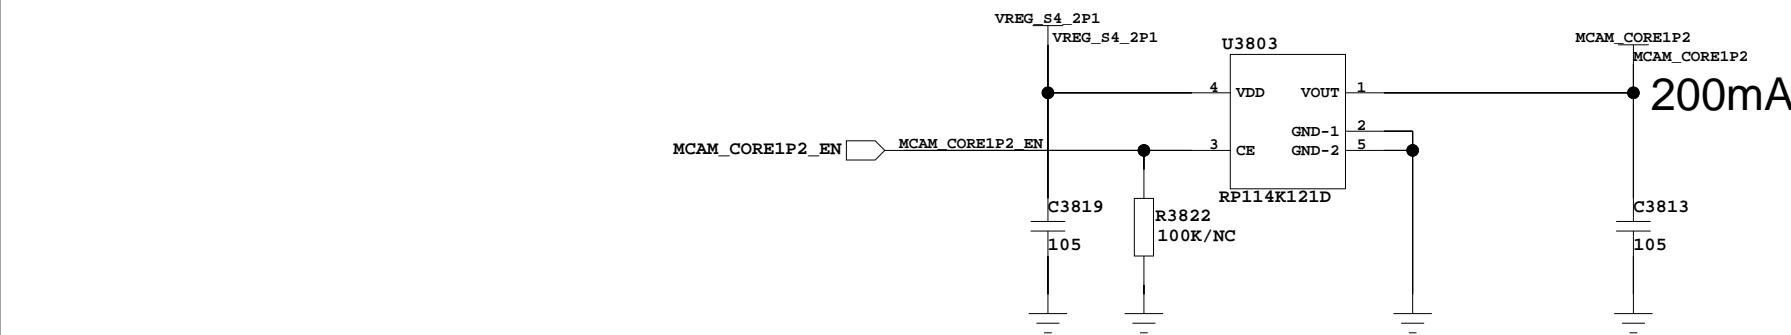 VREG_S4_2P1
VREG_S4_2P1
U3803
MCAM_CORE1P2
MCAM_CORE1P2
200mA
4 VDD VOUT 1
GND-1 2
MCAM_CORE1P2_EN MCAM_CORE1P2_EN 3 CE GND-2 5
RP114K121D
C3819
105
R3822
100K/NC
C3813
105